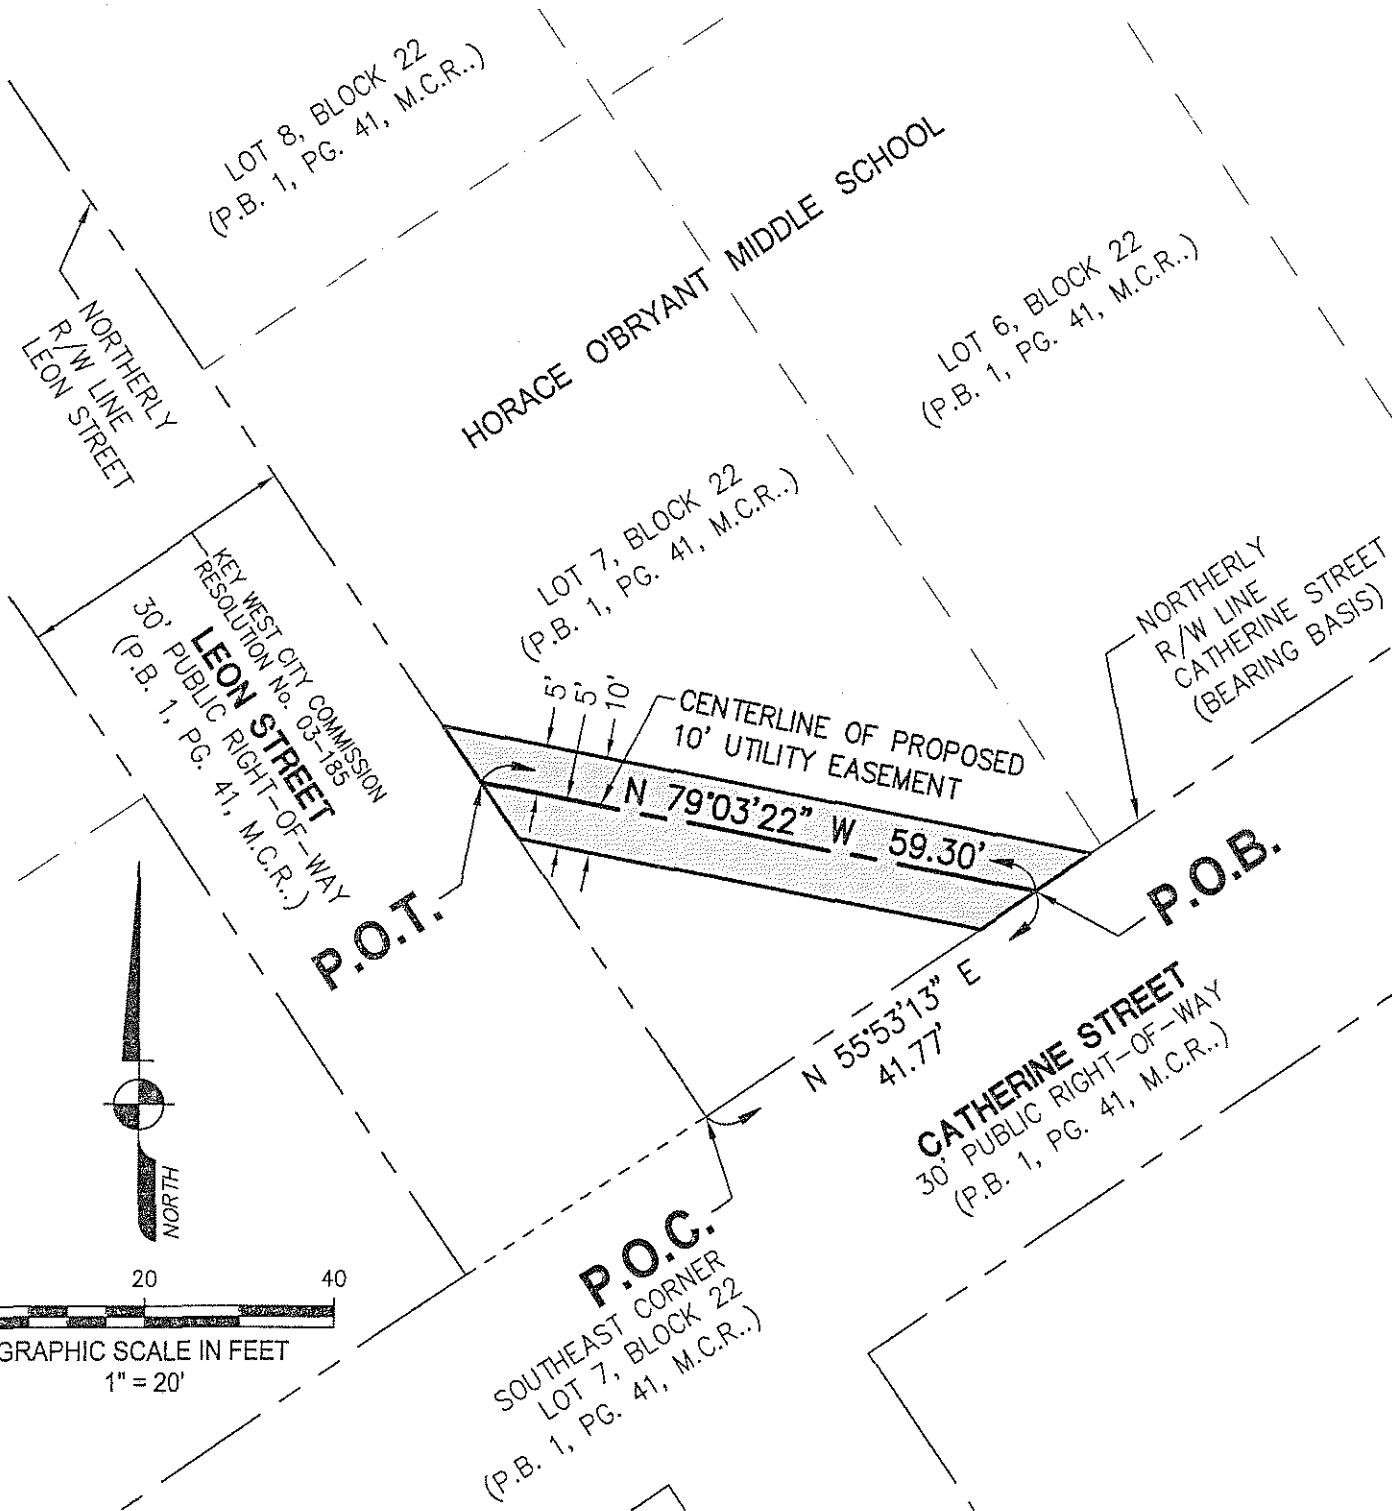 LOT 8, BLOCK 22
(P.B. 1, PG. 41, M.C.R..)
HORACE O'BRYANT MIDDLE SCHOOL
LOT 6, BLOCK 22
(P.B. 1, PG. 41, M.C.R..)
NORTHERLY
R/W LINE
LEON STREET
LOT 7, BLOCK 22
(P.B. 1, PG. 41, M.C.R..)
KEY WEST CITY COMMISSION
RESOLUTION No. 03-185
LEON STREET
30' PUBLIC RIGHT-OF-WAY
(P.B. 1, PG. 41, M.C.R..)
NORTHERLY
R/W LINE
CATHERINE STREET
(BEARING BASIS)
5'
5'
10'
CENTERLINE OF PROPOSED
10' UTILITY EASEMENT
N 79°03'22" W 59.30'
P.O.T.
P.O.B.
N 55°53'13" E
41.77'
CATHERINE STREET
30' PUBLIC RIGHT-OF-WAY
(P.B. 1, PG. 41, M.C.R..)
NORTH
P.O.C.
SOUTHEAST CORNER
LOT 7, BLOCK 22
(P.B. 1, PG. 41, M.C.R..)
20 40
GRAPHIC SCALE IN FEET
1" = 20'